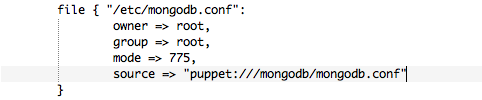 file { "/etc/mongodb.conf":
owner => root,
group => root,
mode => 775,
source => "puppet:///mongodb/mongodb.conf"
}